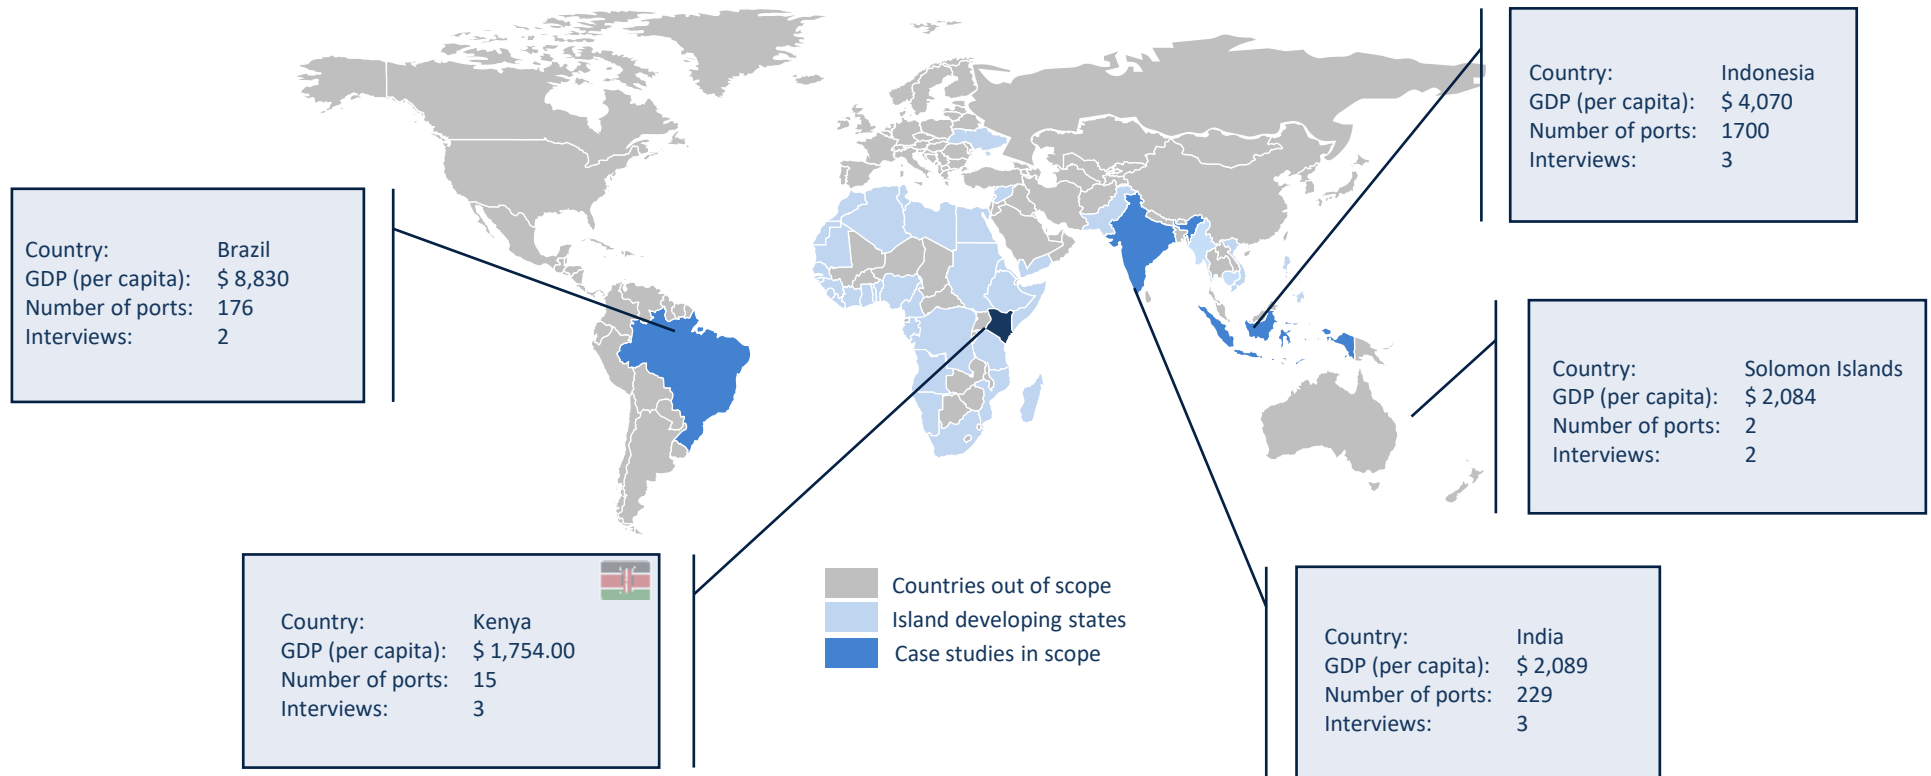 Country: Indonesia
GDP (per capita): $ 4,070
Number of ports: 1700
Interviews: 3
Country: Brazil
GDP (per capita): $ 8,830
Number of ports: 176
Interviews: 2
Country: Solomon Islands
GDP (per capita): $ 2,084
Number of ports: 2
Interviews: 2
Country: Kenya
GDP (per capita): $ 1,754.00
Number of ports: 15
Interviews: 3
Countries out of scope
Island developing states
Case studies in scope
Country: India
GDP (per capita): $ 2,089
Number of ports: 229
Interviews: 3